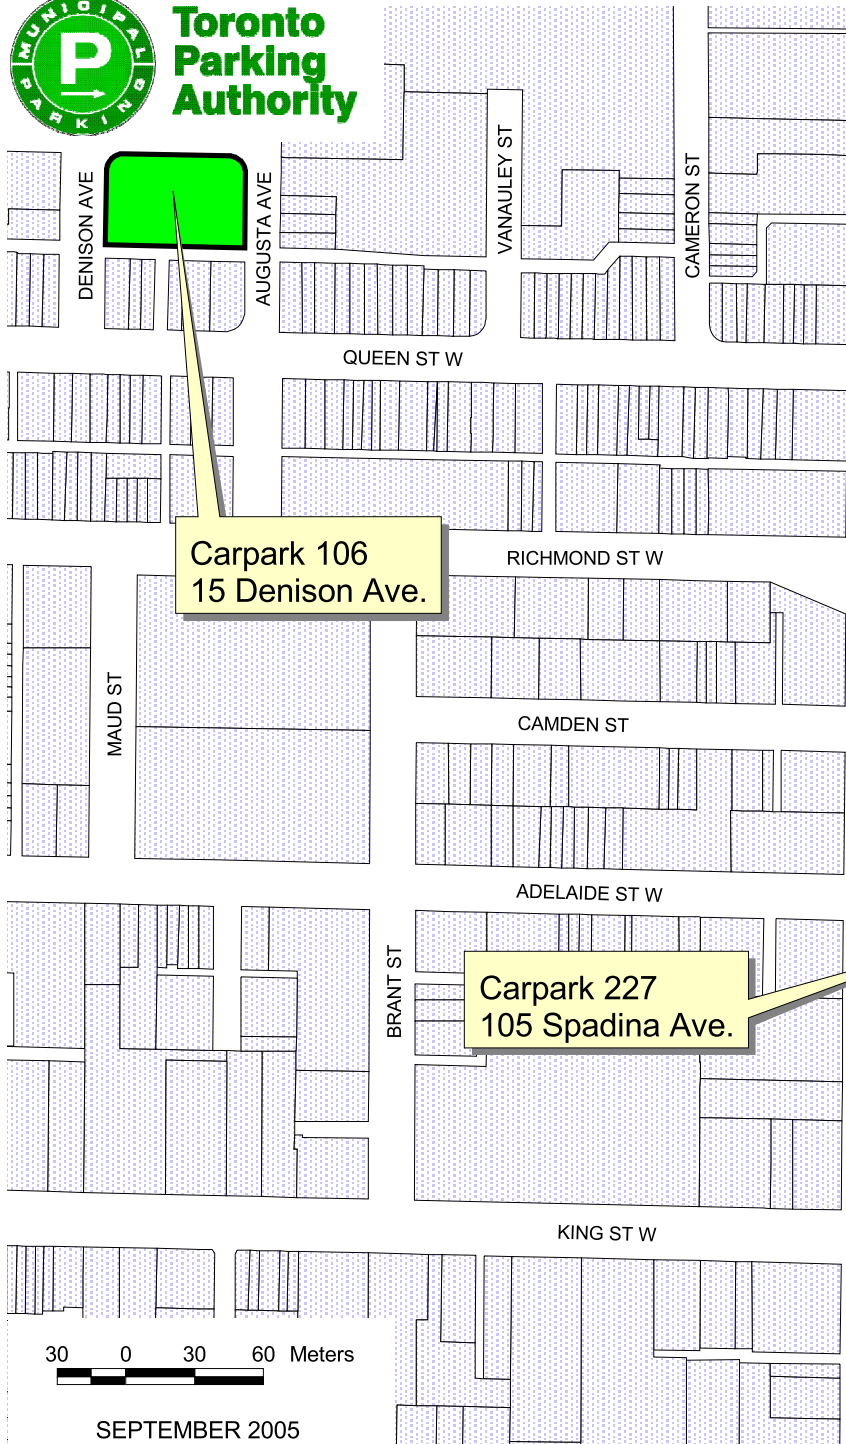 MUNICIPAL
P
PARKING
Toronto
Parking
Authority
DENISON AVE
AUGUSTA AVE
VANAULEY ST
CAMERON ST
QUEEN ST W
Carpark 106
15 Denison Ave.
RICHMOND ST W
MAUD ST
CAMDEN ST
ADELAIDE ST W
BRANT ST
Carpark 227
105 Spadina Ave.
KING ST W
30 0 30 60 Meters
SEPTEMBER 2005